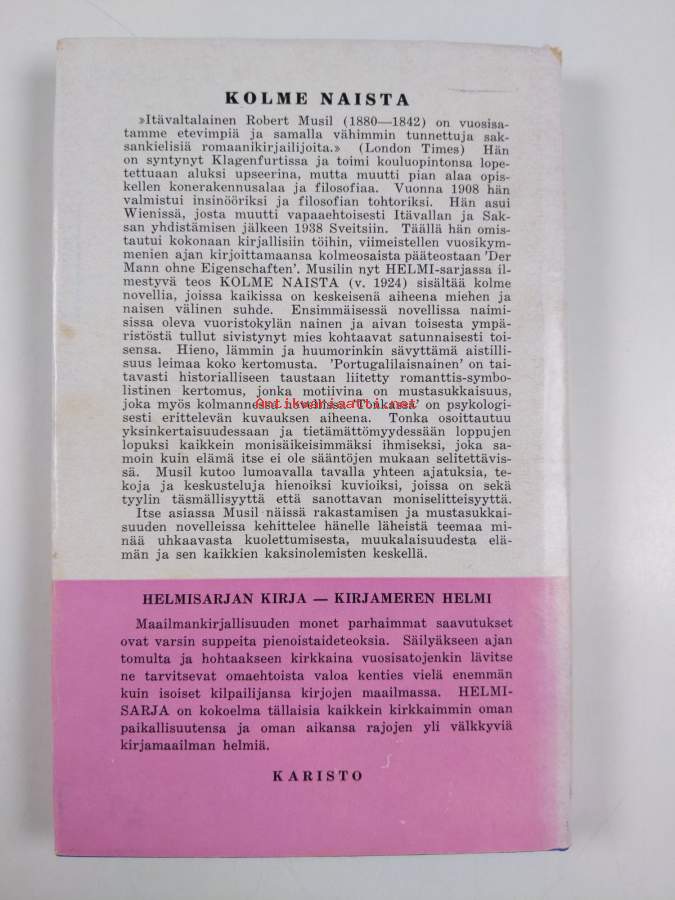 KOLME NAISTA
»Itävaltalainen Robert Musil (1880—1842) on vuosisa-
tamme etevimpiä ja samalla vähimmin tunnettuja sak-
sankielisiä romaanikirjailijoita.» (London Times) Hän
on syntynyt Klagenfurtissa ja toimi kouluopintonsa lope-
tettuaan aluksi upseerina, mutta muutti pian alaa opis-
kellen konerakennusalaa ja filosofiaa. Vuonna 1908 hän
valmistui insinööriksi ja filosofian tohtoriksi. Hän asui
Wienissä, josta muutti vapaaehtoisesti Itävallan ja Sak-
san yhdistämisen jälkeen 1938 Sveitsiin. Täällä hän omis-
tautui kokonaan kirjallisiin töihin, viimeistellen vuosikym-
menien ajan kirjoittamaansa kolmeosaista pääteostaan 'Der
Mann ohne Eigenschaften'. Musilin nyt HELMI-sarjassa il-
mestyvä teos KOLME NAISTA (v. 1924) sisältää kolme
novellia, joissa kaikissa on keskeisenä aiheena miehen ja
naisen välinen suhde. Ensimmäisessä novellissa naimi-
sissa oleva vuoristokylän nainen ja aivan toisesta ympä-
ristöstä tullut sivistynyt mies kohtaavat satunnaisesti toi-
sensa. Hieno, lämmin ja huumorinkin sävyttämä aistilli-
suus leimaa koko kertomusta. 'Portugalilaisnainen' on tai-
tavasti historialliseen taustaan liitetty romanttis-symbo-
listinen kertomus, jonka motiivina on mustasukkaisuus,
joka myös kolmannessa novellissa 'Tonkassa' on psykologi-
sesti erittelevän kuvauksen aiheena. Tonka osoittautuu
yksinkertaisuudessaan ja tietämättömyydessään loppujen
lopuksi kaikkein monisäikeisimmäksi ihmiseksi, joka sa-
moin kuin elämä itse ei ole sääntöjen mukaan selitettävis-
sä. Musil kutoo lumoavalla tavalla yhteen ajatuksia, te-
koja ja keskusteluja hienoiksi kuvioiksi, joissa on sekä
tyylin täsmällisyyttä että sanottavan moniselitteisyyttä.
Itse asiassa Musil näissä rakastamisen ja mustasukkai-
suuden novelleissa kehittelee hänelle läheistä teemaa mi-
nää uhkaavasta kuolettumisesta, muukalaisuudesta elä-
män ja sen kaikkien kaksinolemisten keskellä.
Antikvariaatti.net
HELMISARJAN KIRJA — KIRJAMEREN HELMI
Maailmankirjallisuuden monet parhaimmat saavutukset
ovat varsin suppeita pienoistaideteoksia. Säilyäkseen ajan
tomulta ja hohtaakseen kirkkaina vuosisatojenkin lävitse
ne tarvitsevat omaehtoista valoa kenties vielä enemmän
kuin isoiset kilpailijansa kirjojen maailmassa. HELMI-
SARJA on kokoelma tällaisia kaikkein kirkkaimmin oman
paikallisuutensa ja oman aikansa rajojen yli välkkyviä
kirjamaailman helmiä.
KARISTO